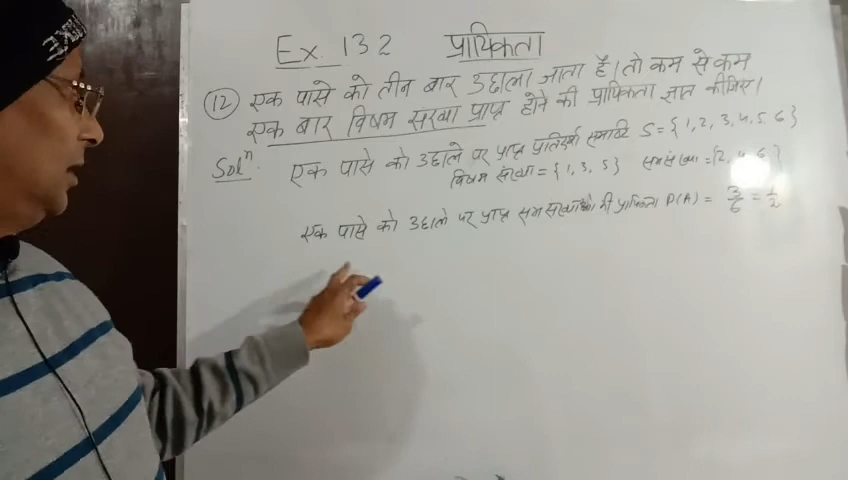 Ex. 13 2 प्रायिकता
(12) एक पासे को तीन बार उछाला जाता है। तो कम से कम
एक बार विषम संख्या प्राप्त होने की प्रायिकता ज्ञात कीजिए।
Solⁿ. एक पासे को उछाले पर प्राप्त प्रतिदर्श समष्टि S = {1, 2, 3, 4, 5 6}
विषम संख्या = {1, 3, 5} सम संख्या = {2, 4, 6}
एक पासे को उछाले पर प्राप्त सम संख्या की प्रायिकता P(A) = 3/6 = 1/2